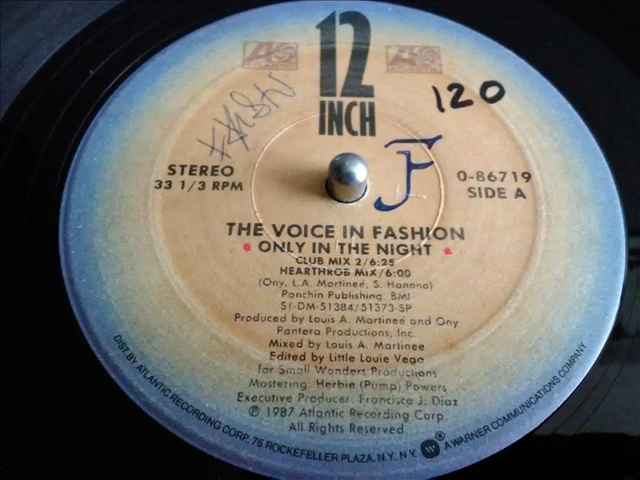 12
INCH
120
F
STEREO
33 1/3 RPM
0-86719
SIDE A
THE VOICE IN FASHION
• ONLY IN THE NIGHT •
CLUB MIX 2/6:25
HEARTHROB MIX/6:00
(Ony, L.A. Martineé, S. Hanono)
Panchin Publishing. BMI
ST-DM-51384/51373-SP
Produced by Louis A. Martineé and Ony
Pantera Productions, Inc.
Mixed by Louis A. Martinee
Edited by Little Louie Vega
for Small Wonders Productions
Mastering: Herbie (Pump) Powers
Executive Producer: Francisco J. Diaz
℗ 1987 Atlantic Recording Corp.
All Rights Reserved.
DIST. BY ATLANTIC RECORDING CORP. 75 ROCKEFELLER PLAZA, N.Y., N.Y. A WARNER COMMUNICATIONS COMPANY